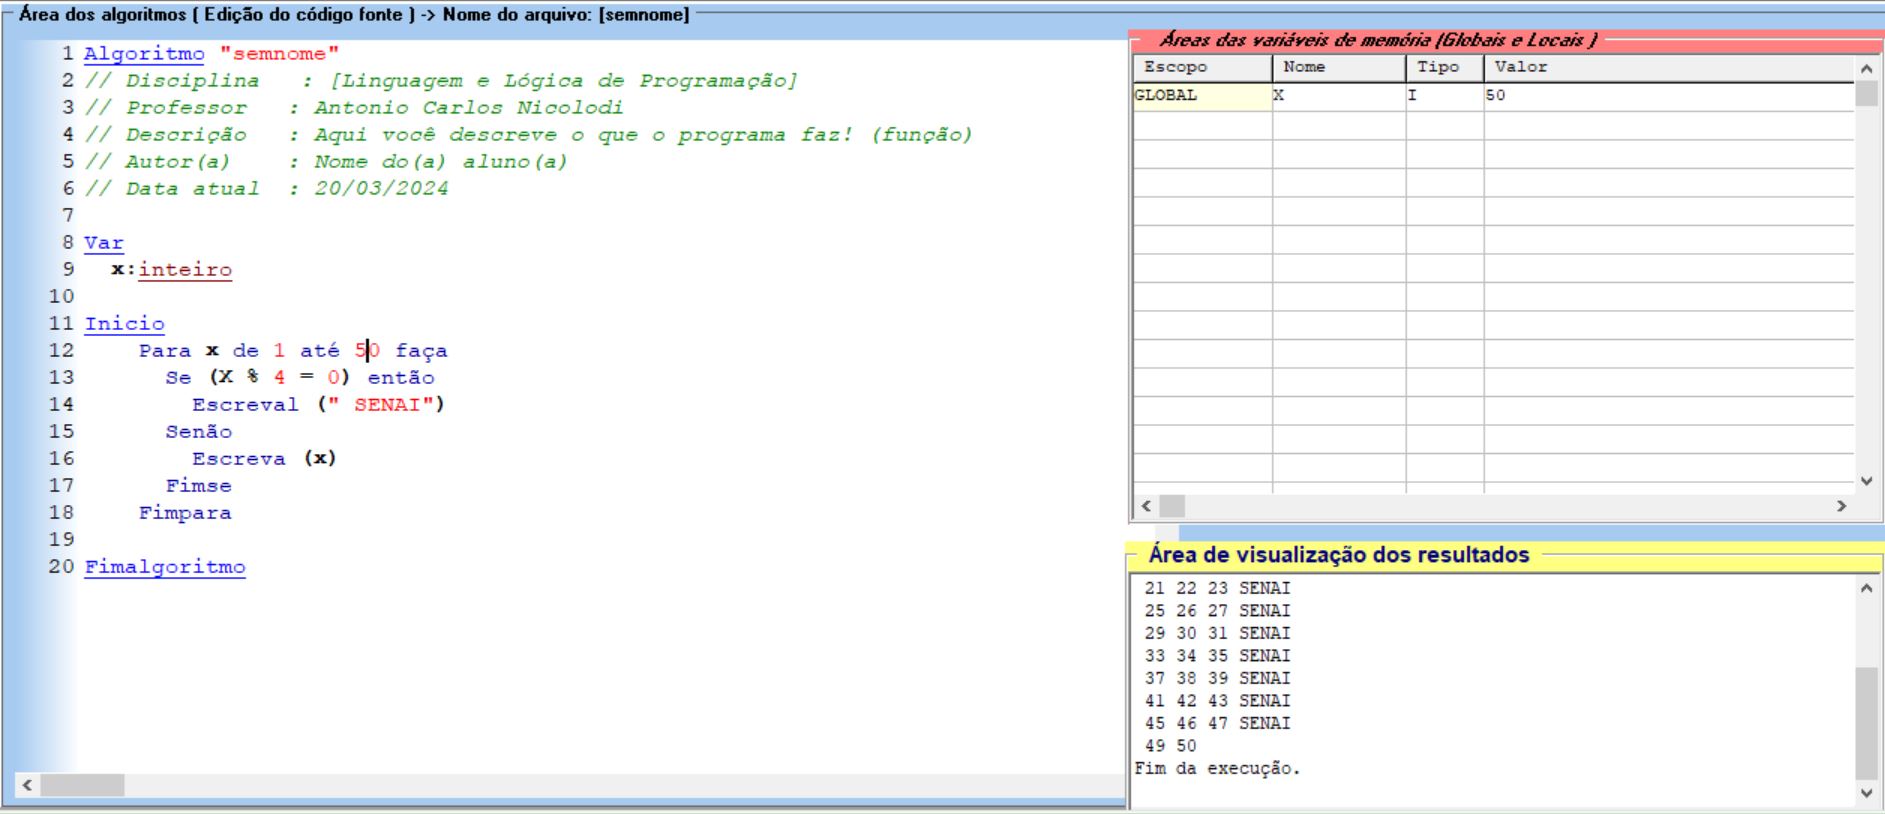 Área dos algoritmos ( Edição do código fonte ) -> Nome do arquivo: [semnome]
1 Algoritmo "semnome"
2 // Disciplina   : [Linguagem e Lógica de Programação]
3 // Professor   : Antonio Carlos Nicolodi
4 // Descrição   : Aqui você descreve o que o programa faz! (função)
5 // Autor(a)    : Nome do(a) aluno(a)
6 // Data atual  : 20/03/2024
7
8 Var
9   x:inteiro
10
11 Inicio
12     Para x de 1 até 50 faça
13       Se (X % 4 = 0) então
14         Escreval (" SENAI")
15       Senão
16         Escreva (x)
17       Fimse
18     Fimpara
19
20 Fimalgoritmo
Áreas das variáveis de memória (Globais e Locais )
Escopo Nome Tipo Valor
GLOBAL X I 50
Área de visualização dos resultados
21 22 23 SENAI
25 26 27 SENAI
29 30 31 SENAI
33 34 35 SENAI
37 38 39 SENAI
41 42 43 SENAI
45 46 47 SENAI
49 50
Fim da execução.